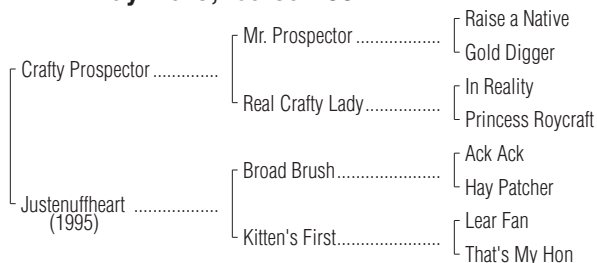 Raise a Native
Mr. Prospector ..................
Gold Digger
Crafty Prospector ..............
In Reality
Real Crafty Lady ................
Princess Roycraft
Ack Ack
Broad Brush......................
Hay Patcher
Justenuffheart ..................
(1995)
Lear Fan
Kitten's First......................
That's My Hon